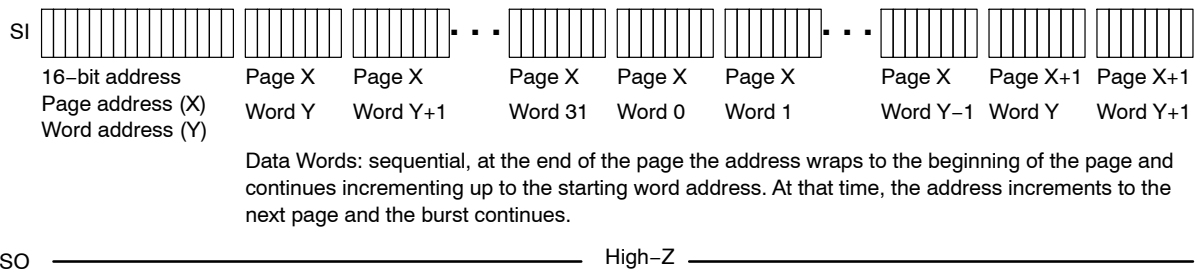 SI
16−bit address
Page address (X)
Word address (Y)
Page X
Word Y
Page X
Word Y+1
Page X
Word 31
Page X
Word 0
Page X
Word 1
Page X
Word Y−1
Page X+1
Word Y
Page X+1
Word Y+1
Data Words: sequential, at the end of the page the address wraps to the beginning of the page and
continues incrementing up to the starting word address. At that time, the address increments to the
next page and the burst continues.
SO
High−Z